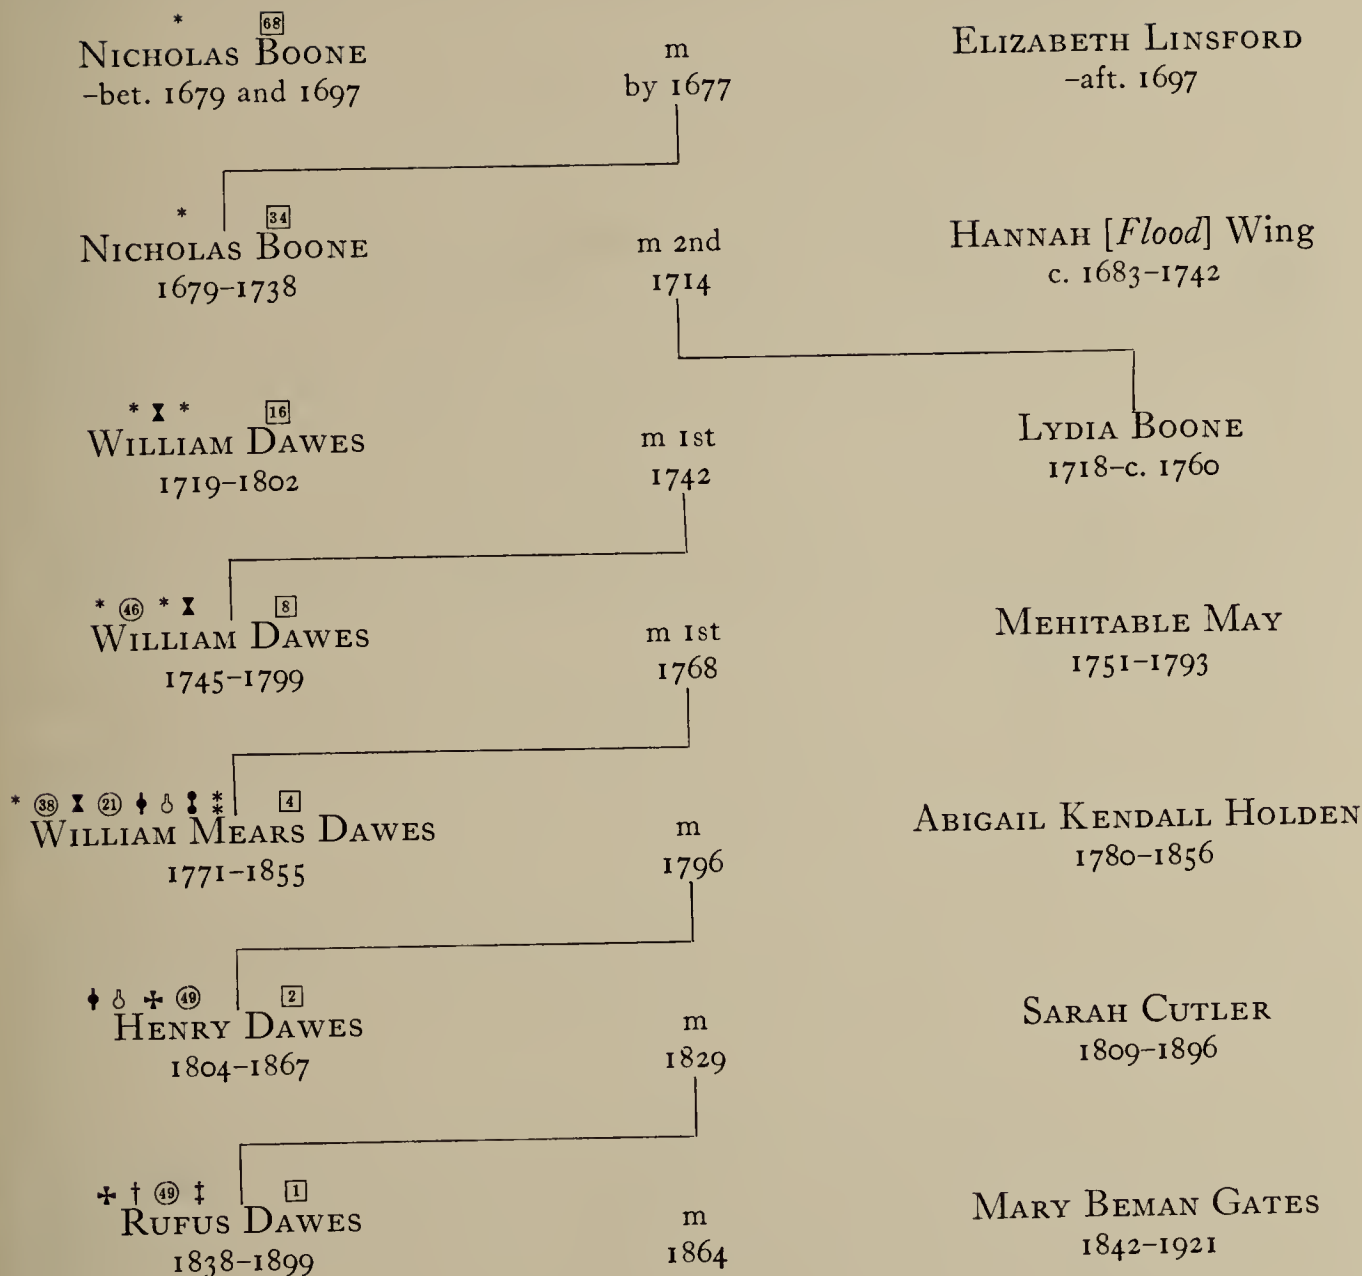 * 68
NICHOLAS BOONE m ELIZABETH LINSFORD
–bet. 1679 and 1697 by 1677 –aft. 1697
* 34
NICHOLAS BOONE m 2nd HANNAH [Flood] Wing
1679–1738 1714 c. 1683–1742
* * 16
WILLIAM DAWES m 1st LYDIA BOONE
1719–1802 1742 1718–c. 1760
* 46 * 8
WILLIAM DAWES m 1st MEHITABLE MAY
1745–1799 1768 1751–1793
* 38 21 ⁑ 4
WILLIAM MEARS DAWES m ABIGAIL KENDALL HOLDEN
1771–1855 1796 1780–1856
✢ 49 2
HENRY DAWES m SARAH CUTLER
1804–1867 1829 1809–1896
✢ † 49 ‡ 1
RUFUS DAWES m MARY BEMAN GATES
1838–1899 1864 1842–1921